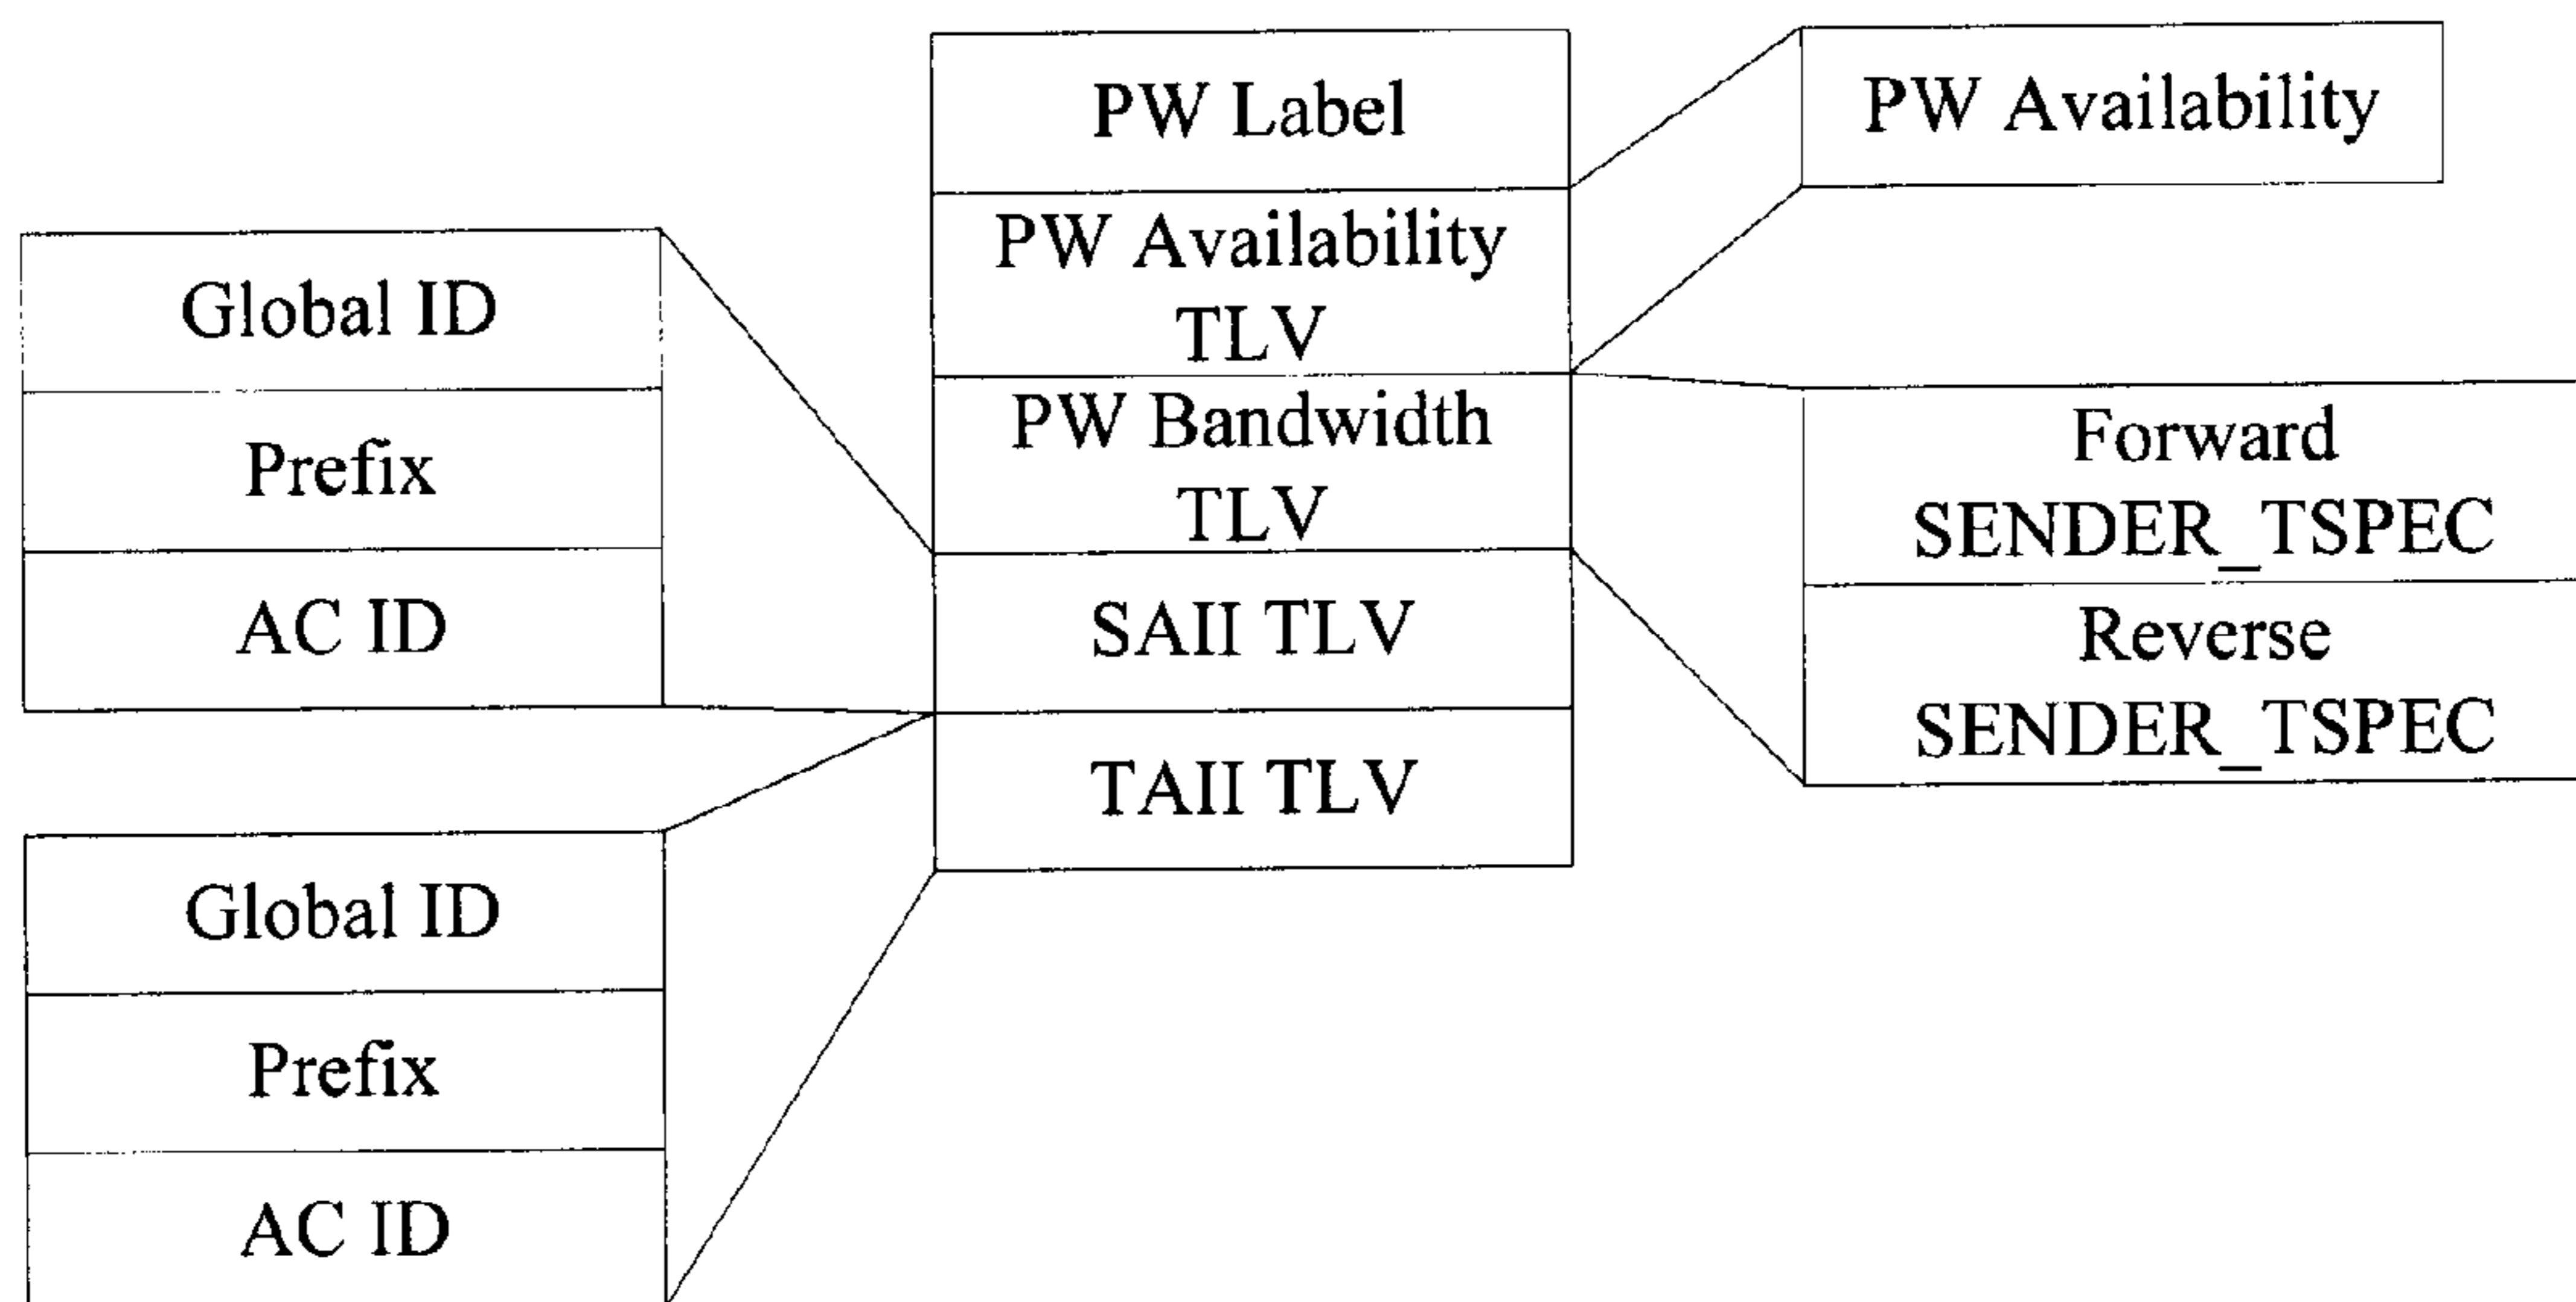 PW Label
PW Availability
TLV
PW Bandwidth
TLV
SAII TLV
TAII TLV
PW Availability
Forward
SENDER_TSPEC
Reverse
SENDER_TSPEC
Global ID
Prefix
AC ID
Global ID
Prefix
AC ID